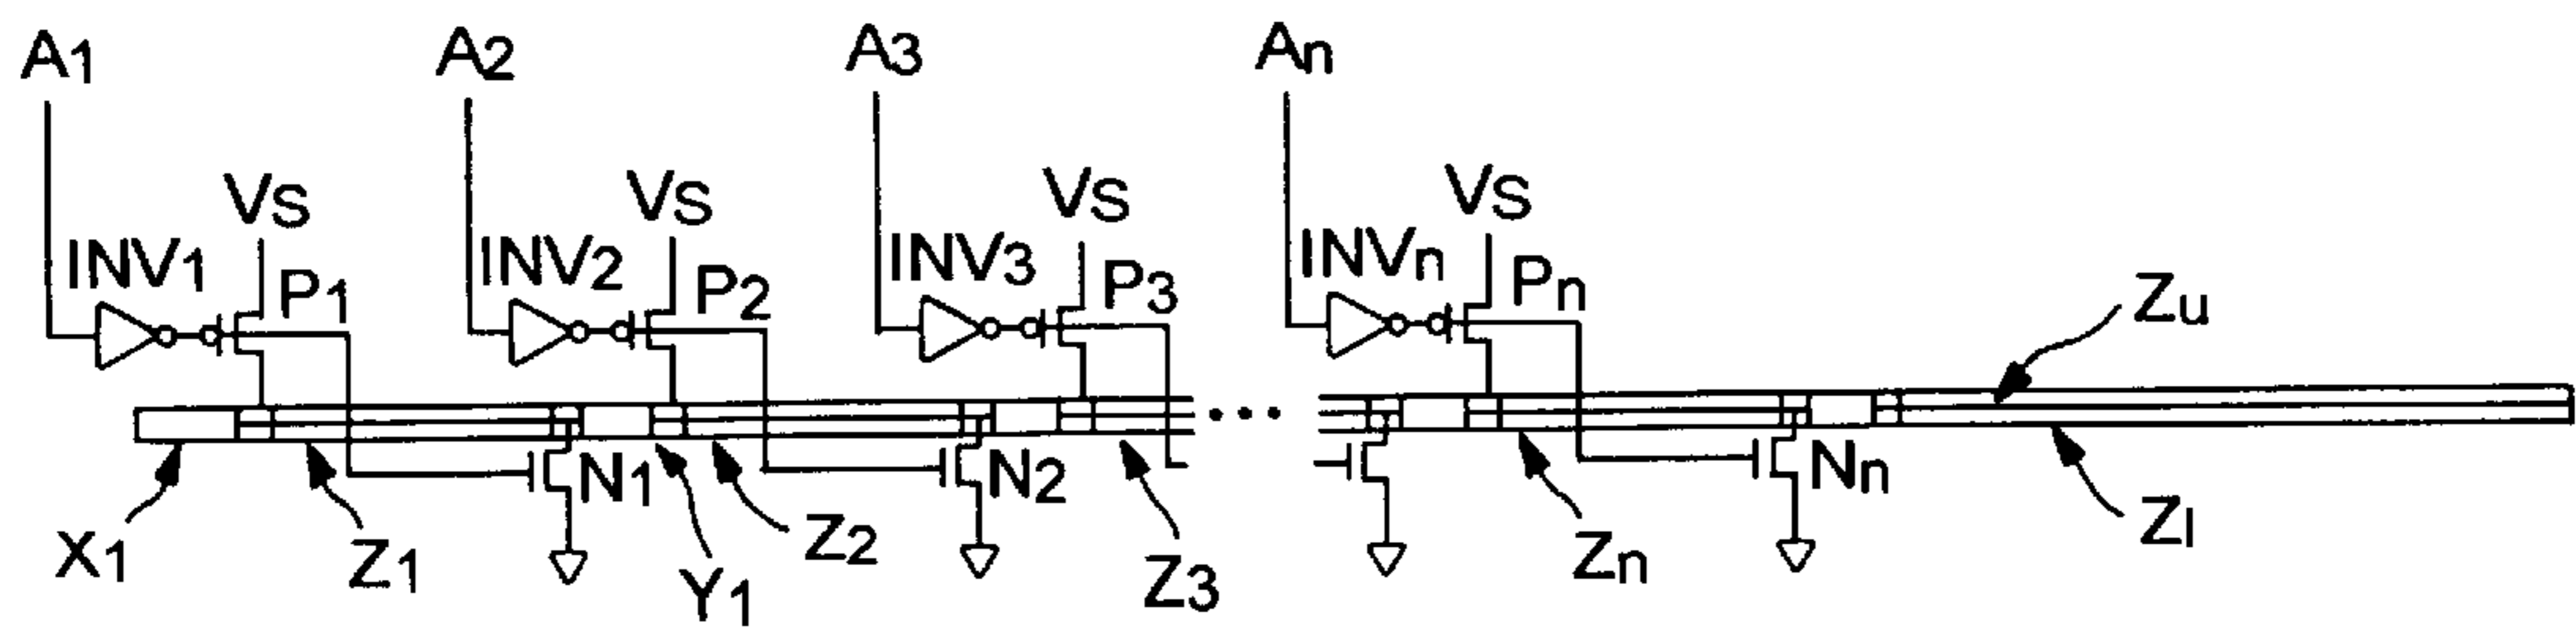 A1 A2 A3 An
VS VS VS VS
INV1 P1 INV2 P2 INV3 P3 INVn Pn Zu
N1 N2 Nn
X1 Z1 Y1 Z2 Z3 Zn Zl